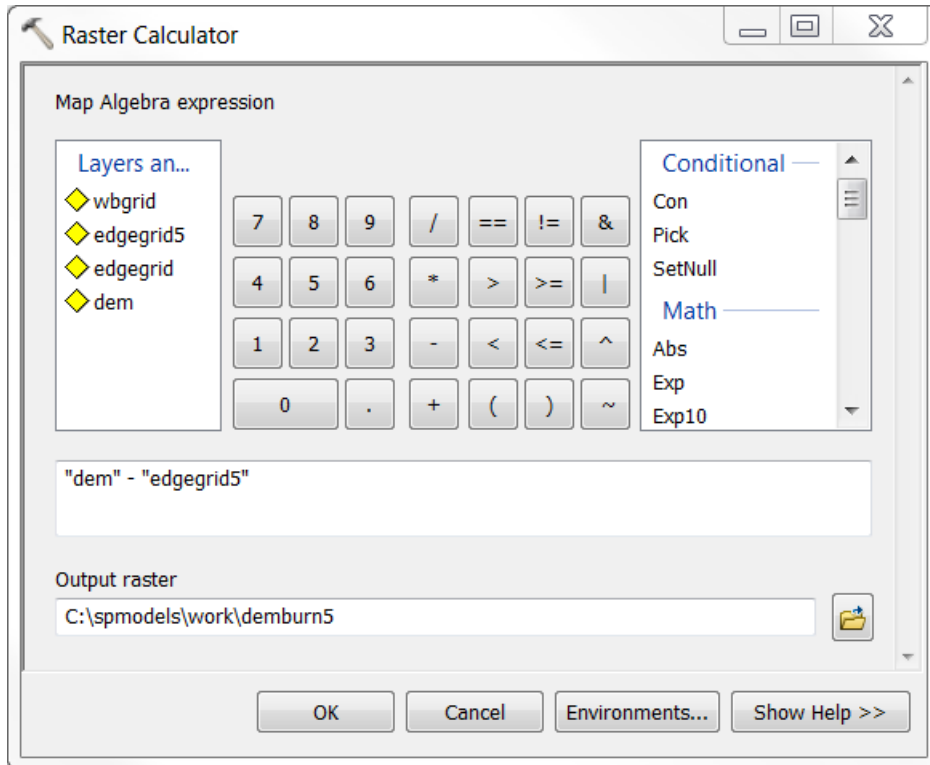 Raster Calculator
Map Algebra expression
Layers an...
wbgrid
edgegrid5
edgegrid
dem
7 8 9 / == != &
4 5 6 * > >= |
1 2 3 - < <= ^
0 . + ( ) ~
Conditional
Con
Pick
SetNull
Math
Abs
Exp
Exp10
"dem" - "edgegrid5"
Output raster
C:\spmodels\work\demburn5
OK Cancel Environments... Show Help >>